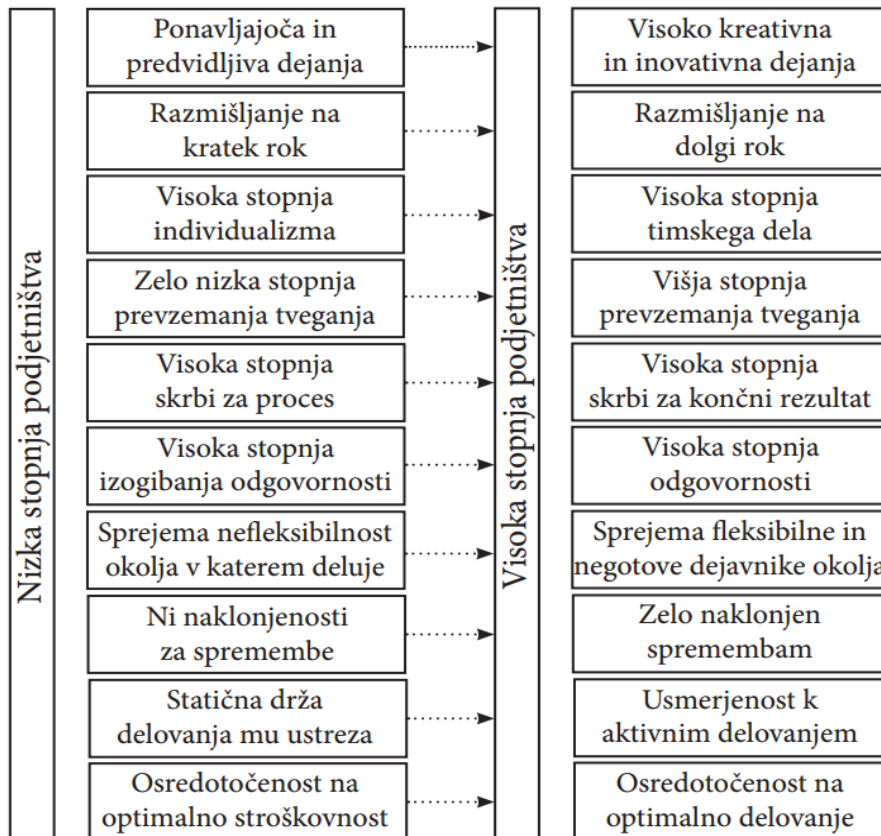 Nizka stopnja podjetništva
Ponavljajoča in
predvidljiva dejanja
Razmišljanje na
kratek rok
Visoka stopnja
individualizma
Zelo nizka stopnja
prevzemanja tveganja
Visoka stopnja
skrbi za proces
Visoka stopnja
izogibanja odgovornosti
Sprejema nefleksibilnost
okolja v katerem deluje
Ni naklonjenosti
za spremembe
Statična drža
delovanja mu ustreza
Osredotočenost na
optimalno stroškovnost
Visoka stopnja podjetništva
Visoko kreativna
in inovativna dejanja
Razmišljanje na
dolgi rok
Visoka stopnja
timskega dela
Višja stopnja
prevzemanja tveganja
Visoka stopnja
skrbi za končni rezultat
Visoka stopnja
odgovornosti
Sprejema fleksibilne in
negotove dejavnike okolja
Zelo naklonjen
spremembam
Usmerjenost k
aktivnim delovanjem
Osredotočenost na
optimalno delovanje